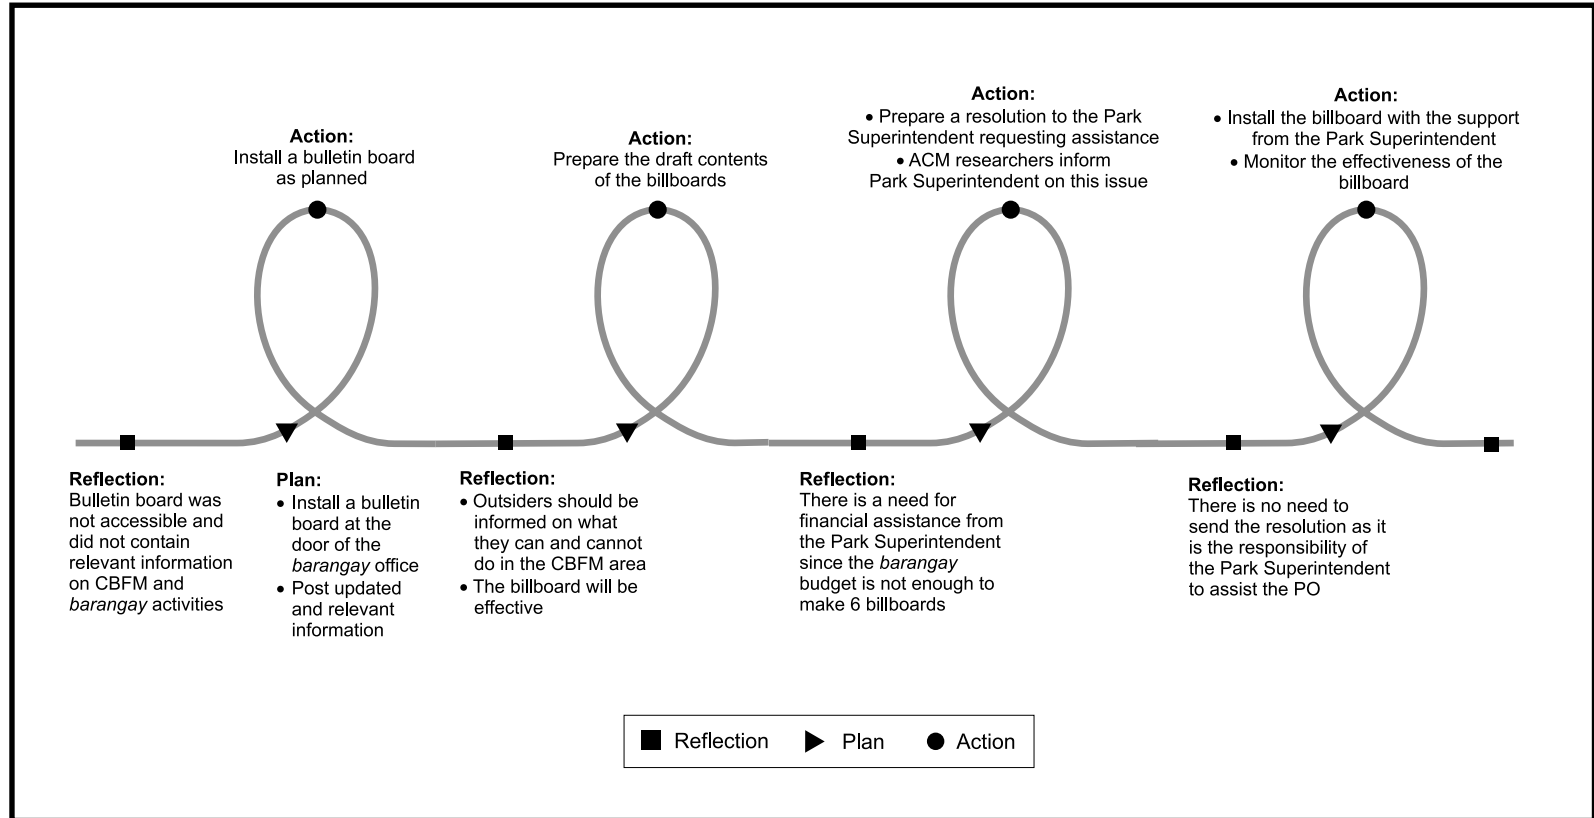 Action:
Install a bulletin board
as planned
Action:
Prepare the draft contents
of the billboards
Action:
• Prepare a resolution to the Park
Superintendent requesting assistance
• ACM researchers inform
Park Superintendent on this issue
Action:
• Install the billboard with the support
from the Park Superintendent
• Monitor the effectiveness of the
billboard
Reflection:
Bulletin board was
not accessible and
did not contain
relevant information
on CBFM and
barangay activities
Plan:
• Install a bulletin
board at the
door of the
barangay office
• Post updated
and relevant
information
Reflection:
• Outsiders should be
informed on what
they can and cannot
do in the CBFM area
• The billboard will be
effective
Reflection:
There is a need for
financial assistance from
the Park Superintendent
since the barangay
budget is not enough to
make 6 billboards
Reflection:
There is no need to
send the resolution as it
is the responsibility of
the Park Superintendent
to assist the PO
Reflection Plan Action